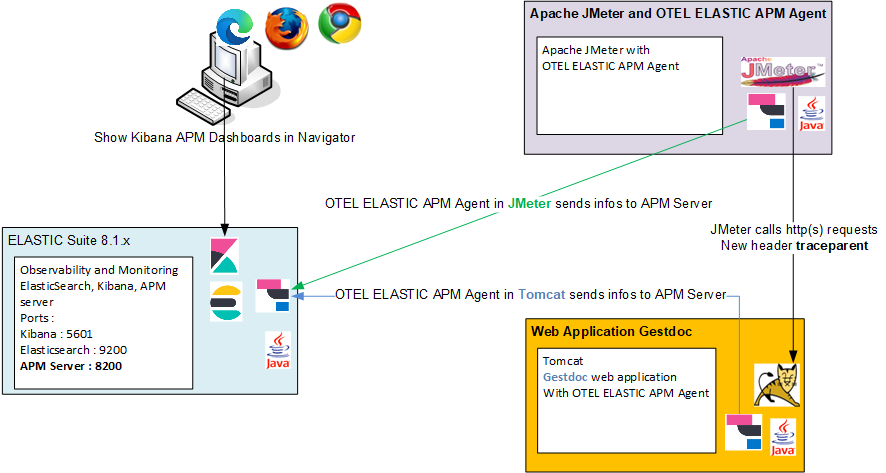 Apache JMeter and OTEL ELASTIC APM Agent
Apache JMeter with
OTEL ELASTIC APM Agent
Apache
JMeter™
Java
Show Kibana APM Dashboards in Navigator
OTEL ELASTIC APM Agent in JMeter sends infos to APM Server
JMeter calls http(s) requests
New header traceparent
ELASTIC Suite 8.1.x
Observability and Monitoring
ElasticSearch, Kibana, APM
server
Ports :
Kibana : 5601
Elasticsearch : 9200
APM Server : 8200
Java
OTEL ELASTIC APM Agent in Tomcat sends infos to APM Server
Web Application Gestdoc
Tomcat
Gestdoc web application
With OTEL ELASTIC APM Agent
Java